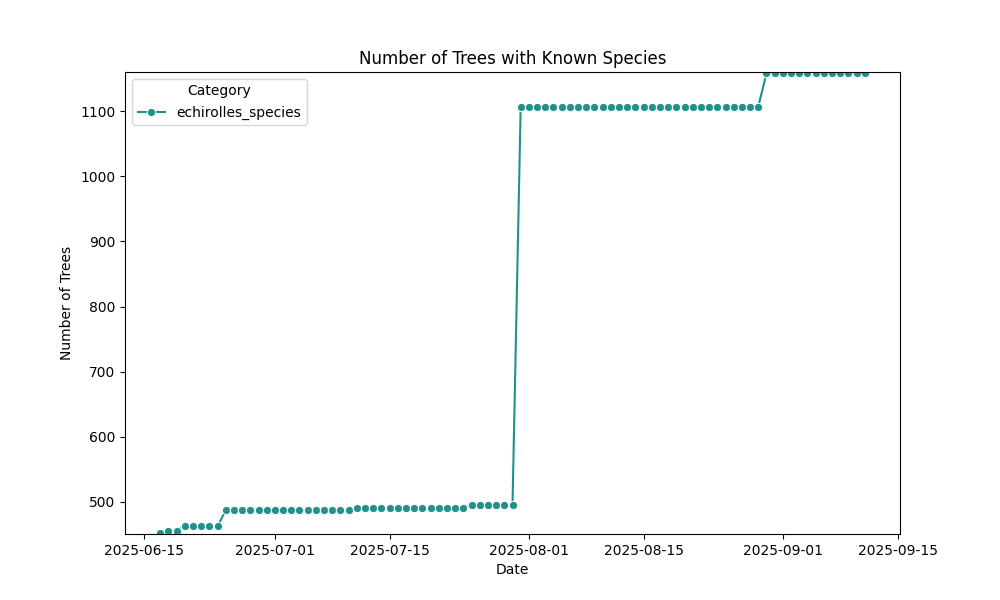 Number of Trees with Known Species
Category
echirolles_species
1100
1000
900
800
700
600
500
Number of Trees
2025-06-15
2025-07-01
2025-07-15
2025-08-01
2025-08-15
2025-09-01
2025-09-15
Date